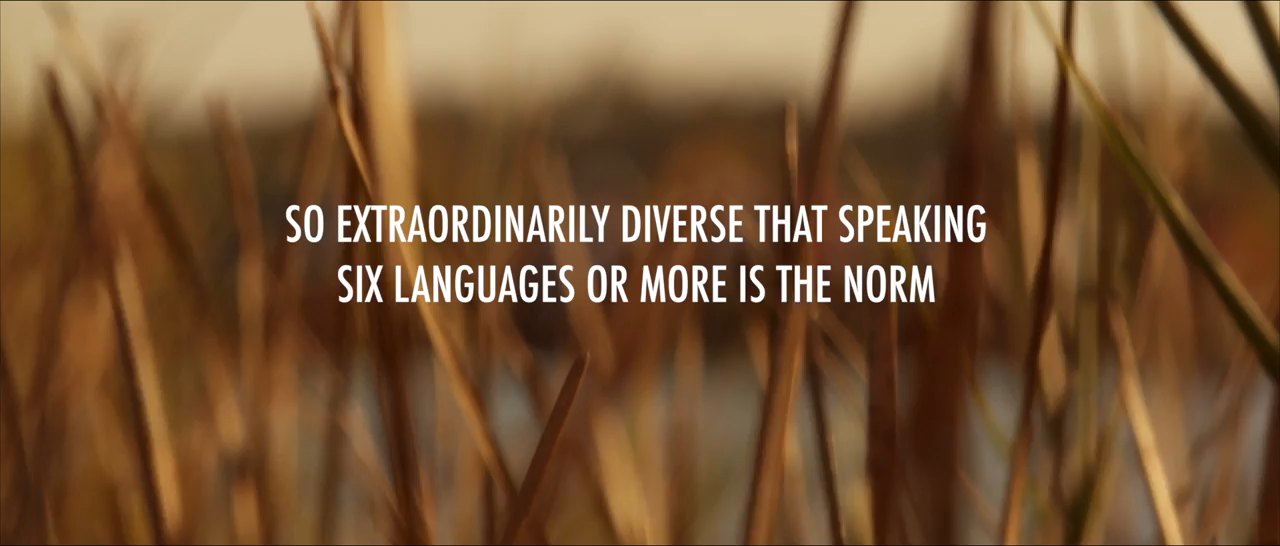 SO EXTRAORDINARILY DIVERSE THAT SPEAKING
SIX LANGUAGES OR MORE IS THE NORM